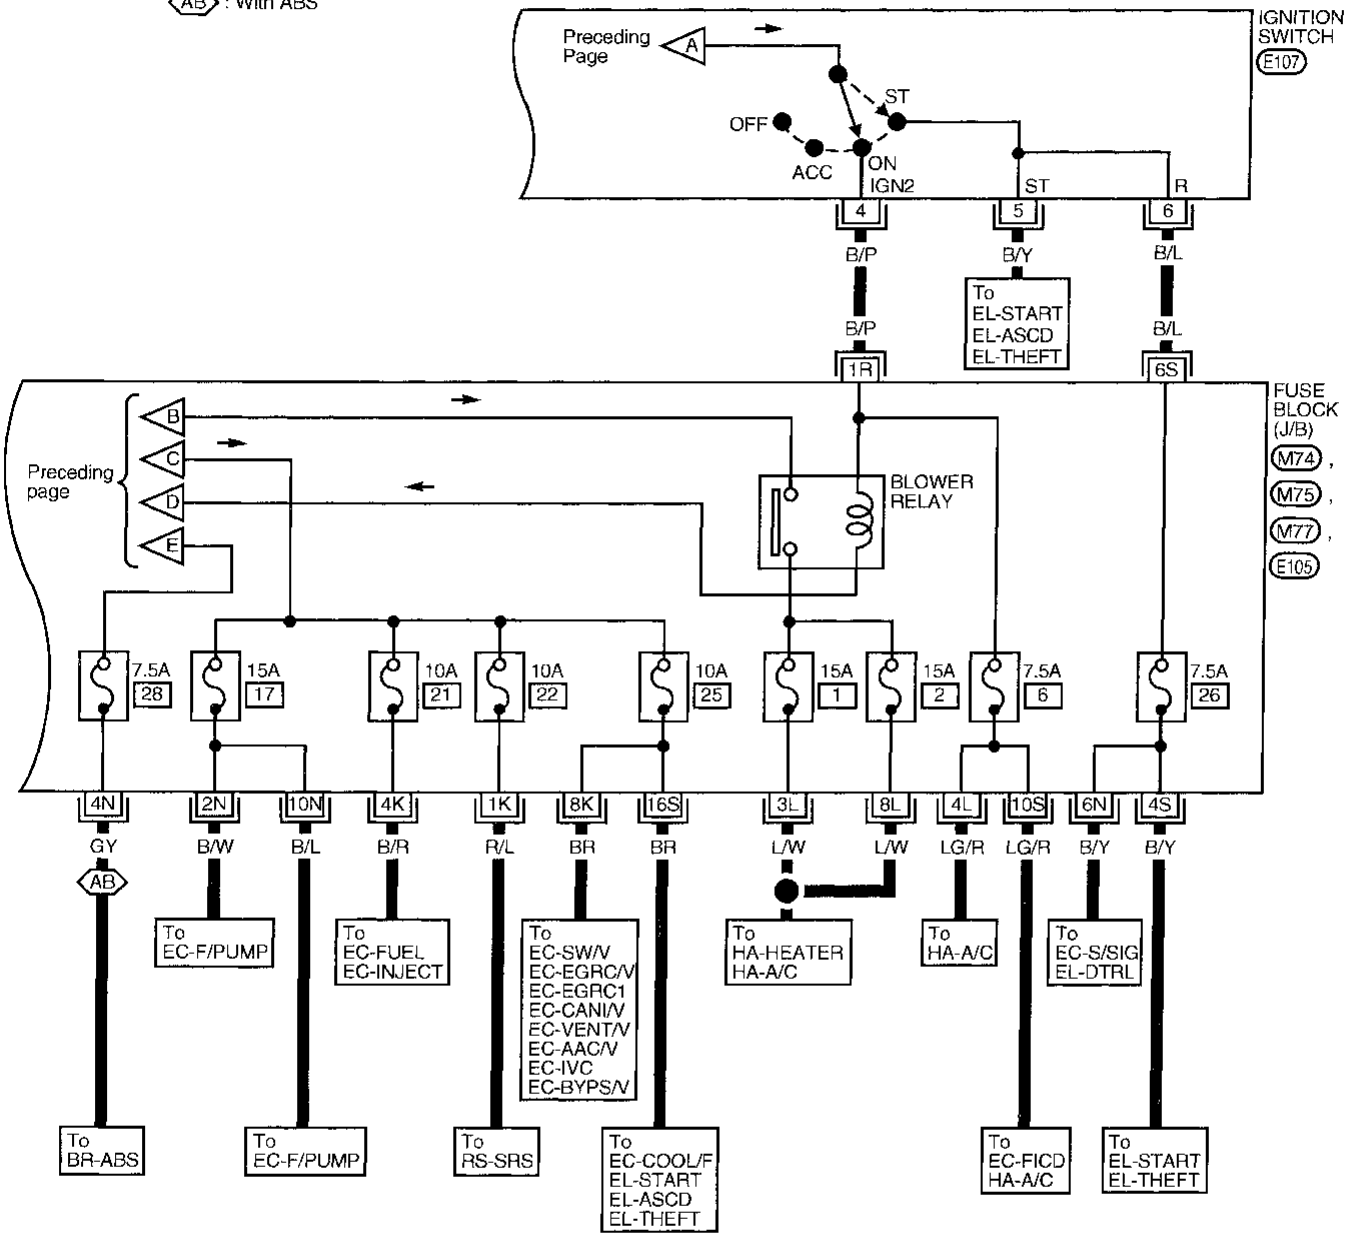 AB : With ABS
Preceding
Page
A
IGNITION
SWITCH
E107
ST
OFF
ACC
ON
IGN2
ST
R
4
5
6
B/P
B/Y
B/L
To
EL-START
EL-ASCD
EL-THEFT
B/P
B/L
1R
6S
FUSE
BLOCK
(J/B)
M74 ,
M75 ,
M77 ,
E105
Preceding
page
B
C
D
E
BLOWER
RELAY
7.5A
28
15A
17
10A
21
10A
22
10A
25
15A
1
15A
2
7.5A
6
7.5A
26
4N
2N
10N
4K
1K
8K
16S
3L
8L
4L
10S
6N
4S
GY
B/W
B/L
B/R
R/L
BR
BR
L/W
L/W
LG/R
LG/R
B/Y
B/Y
AB
To
EC-F/PUMP
To
EC-FUEL
EC-INJECT
To
EC-SW/V
EC-EGRC/V
EC-EGRC1
EC-CANI/V
EC-VENT/V
EC-AAC/V
EC-IVC
EC-BYPS/V
To
HA-HEATER
HA-A/C
To
HA-A/C
To
EC-S/SIG
EL-DTRL
To
BR-ABS
To
EC-F/PUMP
To
RS-SRS
To
EC-COOL/F
EL-START
EL-ASCD
EL-THEFT
To
EC-FICD
HA-A/C
To
EL-START
EL-THEFT